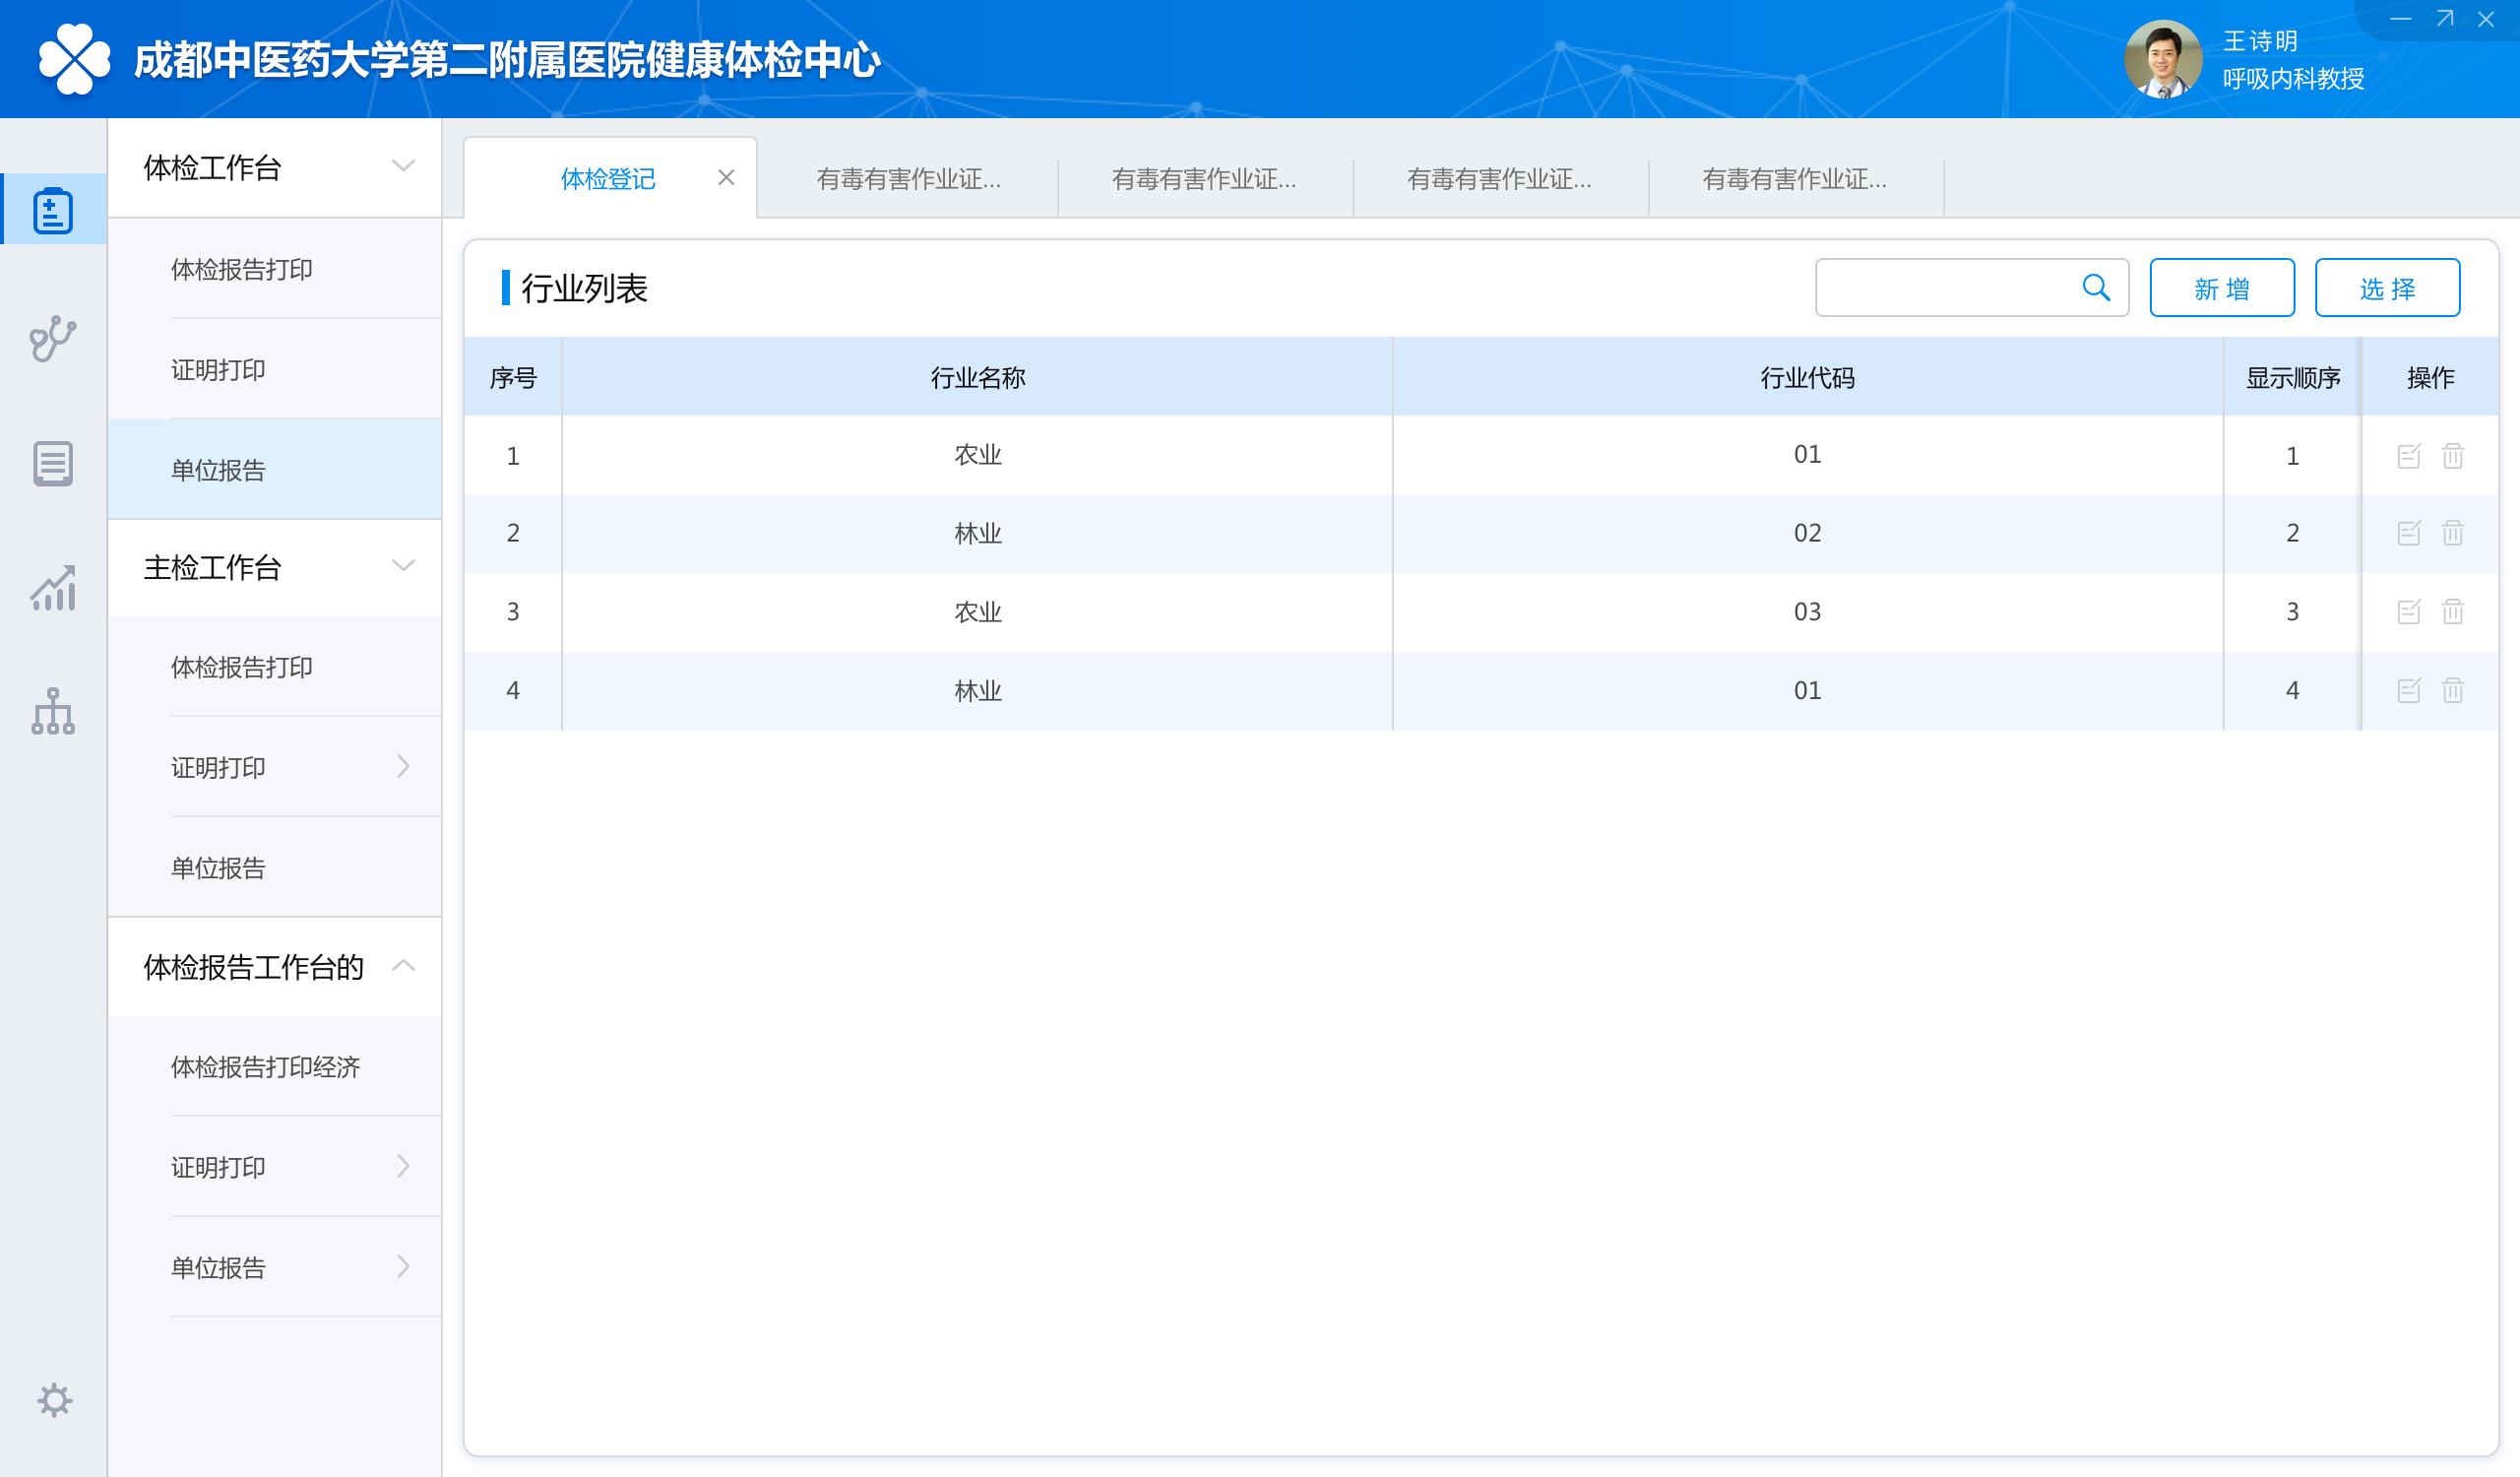 成都中医药大学第二附属医院健康体检中心
王诗明
呼吸内科教授
体检工作台
体检报告打印
证明打印
单位报告
主检工作台
体检报告打印
证明打印
单位报告
体检报告工作台的
体检报告打印经济
证明打印
单位报告
体检登记 有毒有害作业证... 有毒有害作业证... 有毒有害作业证... 有毒有害作业证...
行业列表 新 增 选 择
序号 行业名称 行业代码 显示顺序 操作
1 农业 01 1
2 林业 02 2
3 农业 03 3
4 林业 01 4